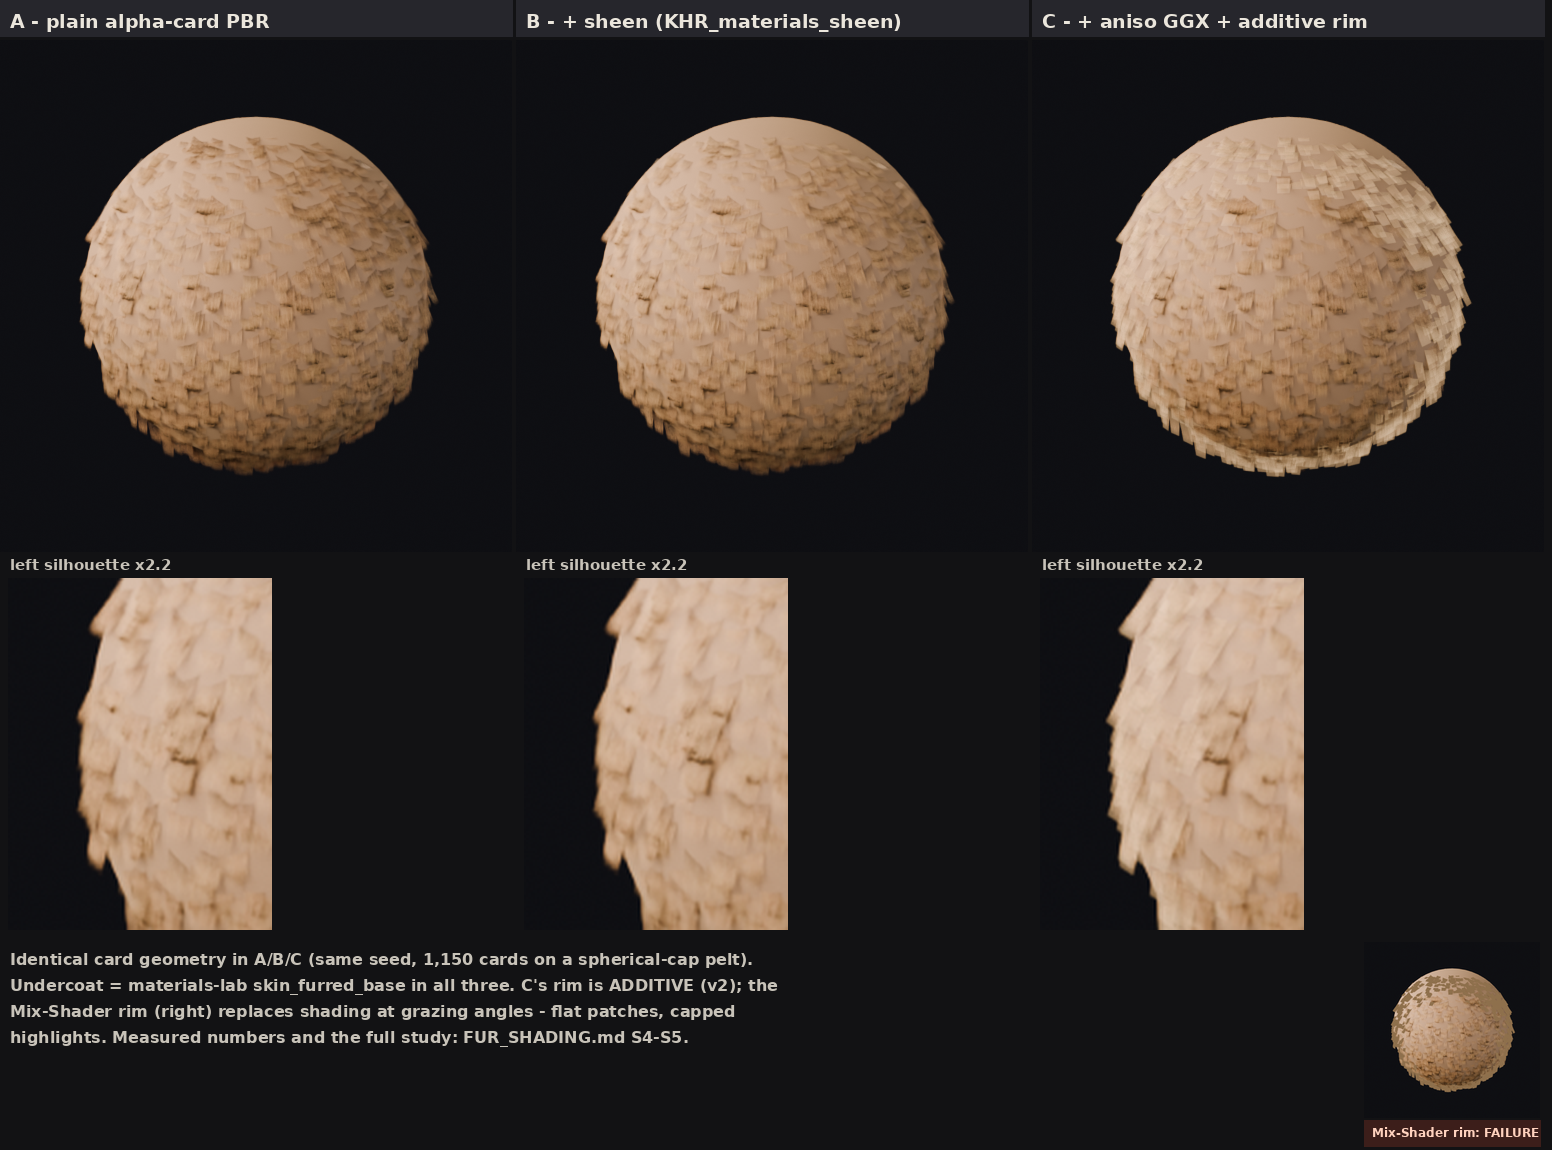 A - plain alpha-card PBR
B - + sheen (KHR_materials_sheen)
C - + aniso GGX + additive rim
left silhouette x2.2
left silhouette x2.2
left silhouette x2.2
Identical card geometry in A/B/C (same seed, 1,150 cards on a spherical-cap pelt).
Undercoat = materials-lab skin_furred_base in all three. C's rim is ADDITIVE (v2); the
Mix-Shader rim (right) replaces shading at grazing angles - flat patches, capped
highlights. Measured numbers and the full study: FUR_SHADING.md S4-S5.
Mix-Shader rim: FAILURE